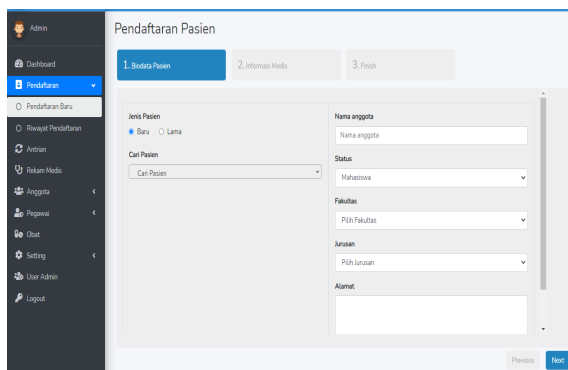 Admin
Dashboard
Pendaftaran
Pendaftaran Baru
Riwayat Pendaftaran
Antrian
Rekam Medis
Anggota
Pegawai
Obat
Setting
User Admin
Logout
Pendaftaran Pasien
1. Biodata Pasien
2. Informasi Medis
3. Finish
Jenis Pasien
Baru Lama
Cari Pasien
Cari Pasien
Nama anggota
Nama anggota
Status
Mahasiswa
Fakultas
Pilih Fakultas
Jurusan
Pilih Jurusan
Alamat
Previous Next